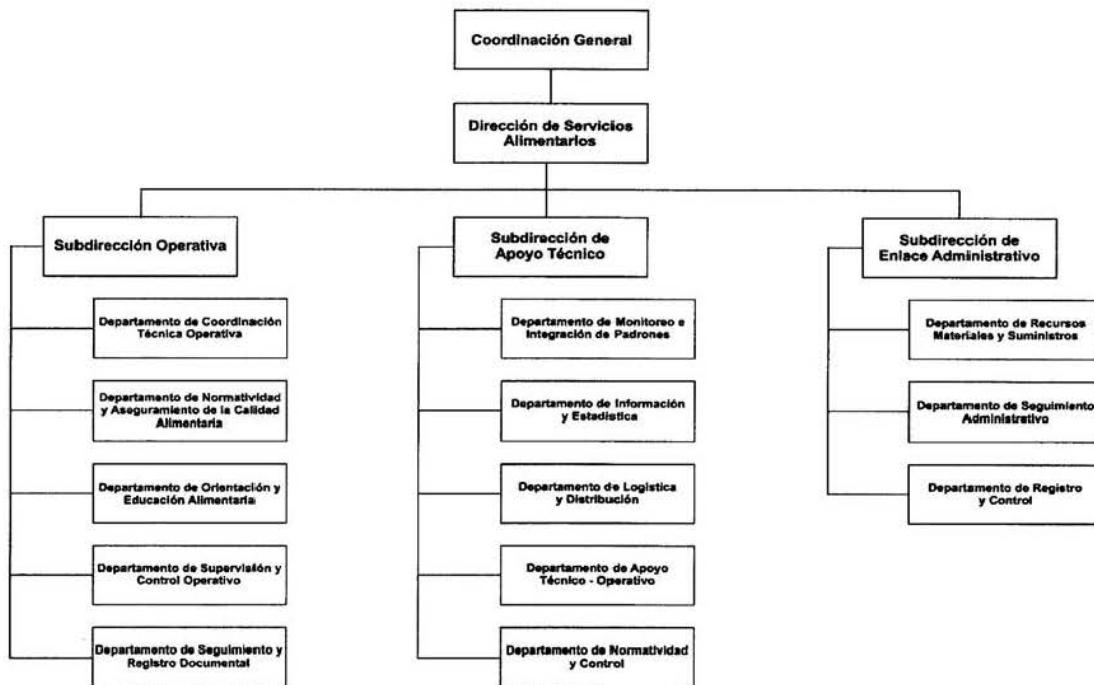 Coordinación General
Dirección de Servicios
Alimentarios
Subdirección Operativa
Departamento de Coordinación
Técnica Operativa
Departamento de Normatividad
y Aseguramiento de la Calidad
Alimentaria
Departamento de Orientación y
Educación Alimentaria
Departamento de Supervisión y
Control Operativo
Departamento de Seguimiento y
Registro Documental
Subdirección de
Apoyo Técnico
Departamento de Monitoreo e
Integración de Padrones
Departamento de Información
y Estadística
Departamento de Logística
y Distribución
Departamento de Apoyo
Técnico - Operativo
Departamento de Normatividad
y Control
Subdirección de
Enlace Administrativo
Departamento de Recursos
Materiales y Suministros
Departamento de Seguimiento
Administrativo
Departamento de Registro
y Control